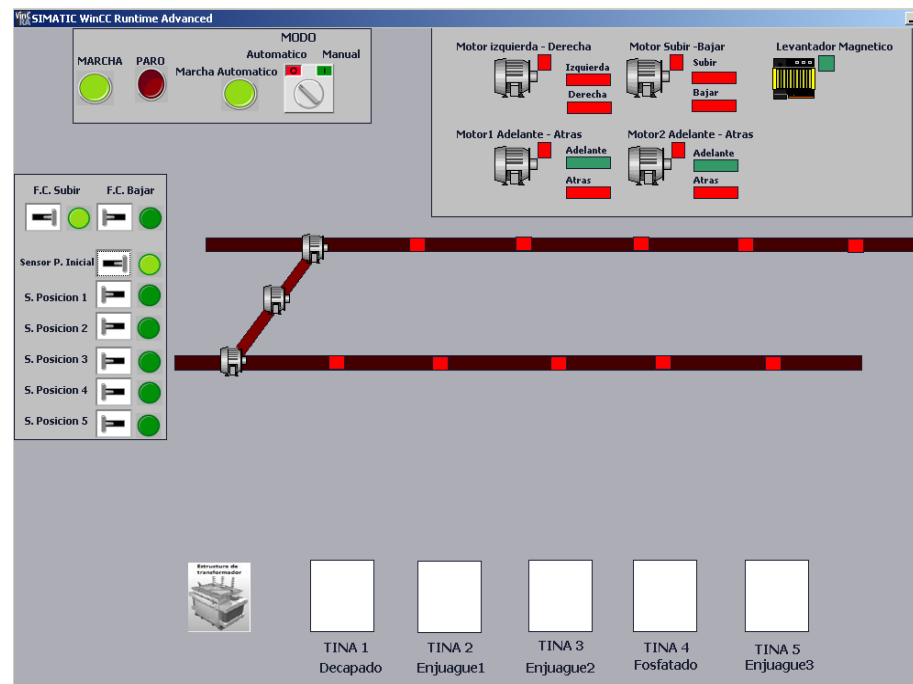 SIMATIC WinCC Runtime Advanced
MODO
MARCHA PARO Automatico Manual
Marcha Automatico
Motor izquierda - Derecha
Izquierda
Derecha
Motor Subir -Bajar
Subir
Bajar
Levantador Magnetico
Motor1 Adelante - Atras
Adelante
Atras
Motor2 Adelante - Atras
Adelante
Atras
F.C. Subir F.C. Bajar
Sensor P. Inicial
S. Posicion 1
S. Posicion 2
S. Posicion 3
S. Posicion 4
S. Posicion 5
Estructura de
transformador
TINA 1 TINA 2 TINA 3 TINA 4 TINA 5
Decapado Enjuague1 Enjuague2 Fosfatado Enjuague3